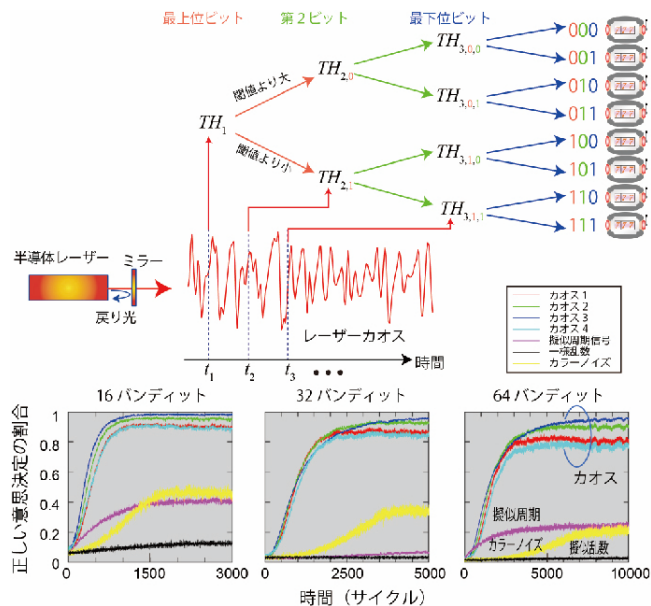 最上位ビット 第２ビット 最下位ビット
000
001
010
011
100
101
110
111
TH3,0,0
TH2,0
閾値より大
TH3,0,1
TH1
閾値より小
TH3,1,0
TH2,1
TH3,1,1
半導体レーザー ミラー
戻り光
レーザーカオス
時間
t1 t2 t3 •••
カオス 1
カオス 2
カオス 3
カオス 4
擬似周期信号
一様乱数
カラーノイズ
16 バンディット 32 バンディット 64 バンディット
正しい意思決定の割合
1
0.8
0.6
0.4
0.2
0
0 1500 3000
0 2500 5000
0 5000 10000
カオス
擬似周期
カラーノイズ
擬似乱数
時間（サイクル）